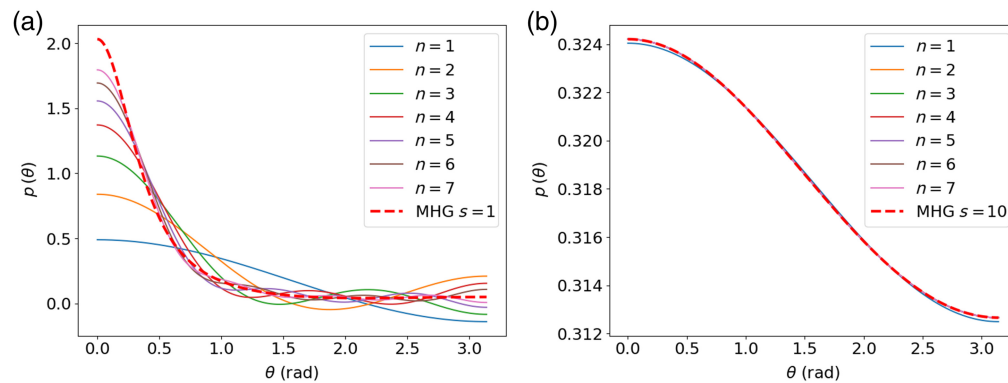 (a)
p (θ)
2.0
1.5
1.0
0.5
0.0
0.0 0.5 1.0 1.5 2.0 2.5 3.0
θ (rad)
n = 1
n = 2
n = 3
n = 4
n = 5
n = 6
n = 7
MHG s = 1
(b)
p (θ)
0.324
0.322
0.320
0.318
0.316
0.314
0.312
0.0 0.5 1.0 1.5 2.0 2.5 3.0
θ (rad)
n = 1
n = 2
n = 3
n = 4
n = 5
n = 6
n = 7
MHG s = 10